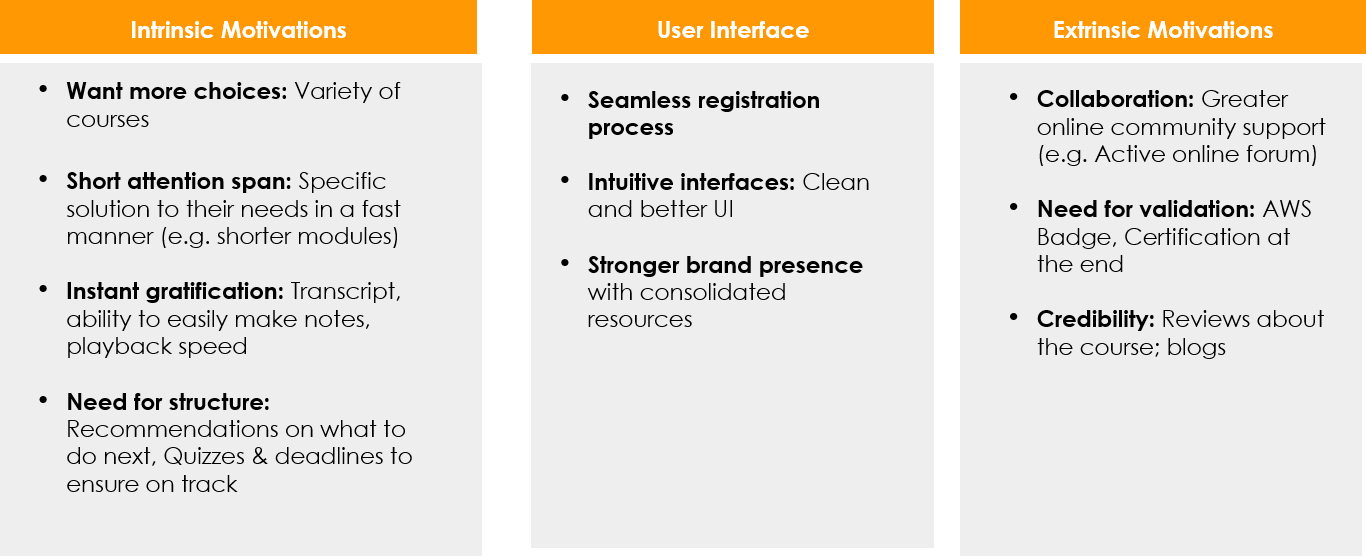 Intrinsic Motivations
• Want more choices: Variety of
courses
• Short attention span: Specific
solution to their needs in a fast
manner (e.g. shorter modules)
• Instant gratification: Transcript,
ability to easily make notes,
playback speed
• Need for structure:
Recommendations on what to
do next, Quizzes & deadlines to
ensure on track
User Interface
• Seamless registration
process
• Intuitive interfaces: Clean
and better UI
• Stronger brand presence
with consolidated
resources
Extrinsic Motivations
• Collaboration: Greater
online community support
(e.g. Active online forum)
• Need for validation: AWS
Badge, Certification at
the end
• Credibility: Reviews about
the course; blogs